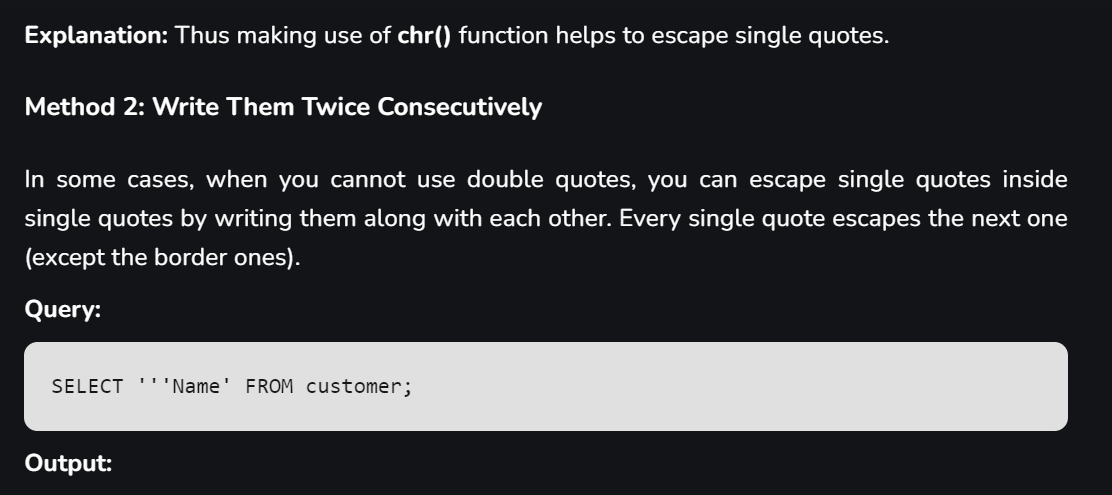 Explanation: Thus making use of chr() function helps to escape single quotes.
Method 2: Write Them Twice Consecutively
In some cases, when you cannot use double quotes, you can escape single quotes inside
single quotes by writing them along with each other. Every single quote escapes the next one
(except the border ones).
Query:
SELECT '''Name' FROM customer;
Output: